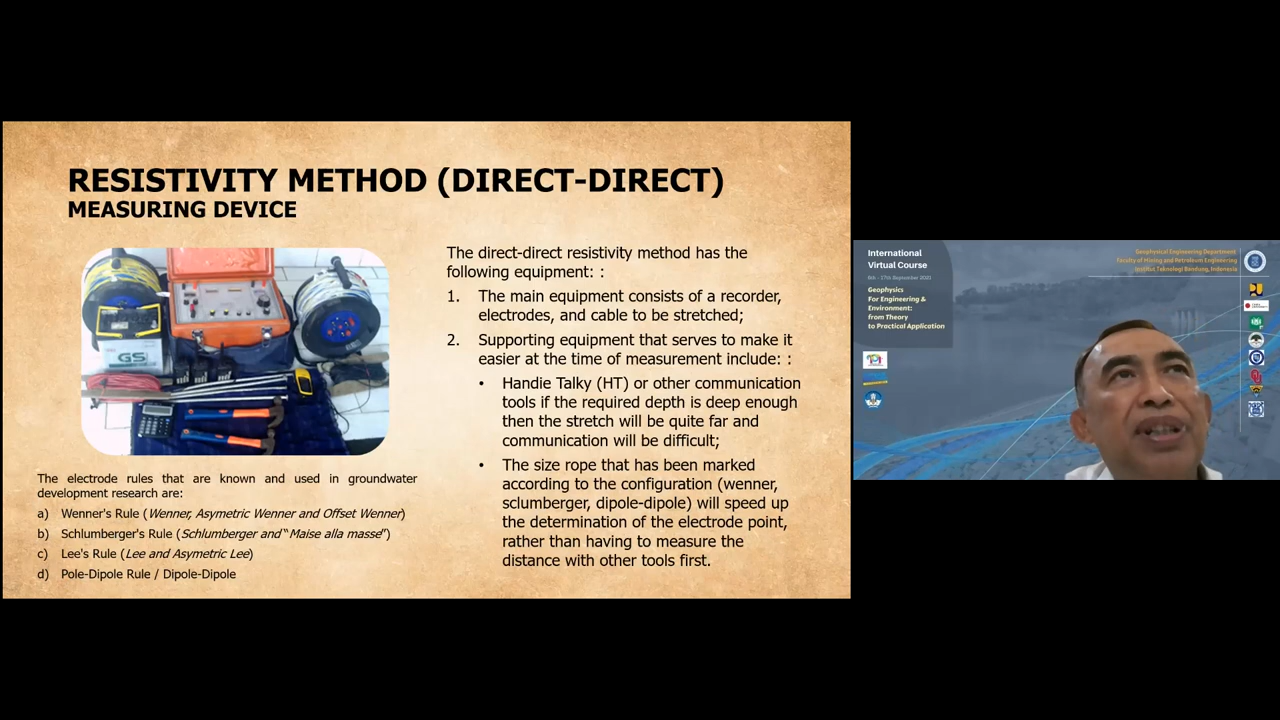 RESISTIVITY METHOD (DIRECT-DIRECT)
MEASURING DEVICE
GS
The electrode rules that are known and used in groundwater
development research are:
a) Wenner's Rule (Wenner, Asymetric Wenner and Offset Wenner)
b) Schlumberger's Rule (Schlumberger and "Maise alla masse")
c) Lee's Rule (Lee and Asymetric Lee)
d) Pole-Dipole Rule / Dipole-Dipole
The direct-direct resistivity method has the
following equipment: :
1. The main equipment consists of a recorder,
electrodes, and cable to be stretched;
2. Supporting equipment that serves to make it
easier at the time of measurement include: :
• Handie Talky (HT) or other communication
tools if the required depth is deep enough
then the stretch will be quite far and
communication will be difficult;
• The size rope that has been marked
according to the configuration (wenner,
sclumberger, dipole-dipole) will speed up
the determination of the electrode point,
rather than having to measure the
distance with other tools first.
International
Virtual Course
6th - 17th September 2021
Geophysics
For Engineering &
Environment:
from Theory
to Practical Application
Geophysical Engineering Department
Faculty of Mining and Petroleum Engineering
Institut Teknologi Bandung, Indonesia